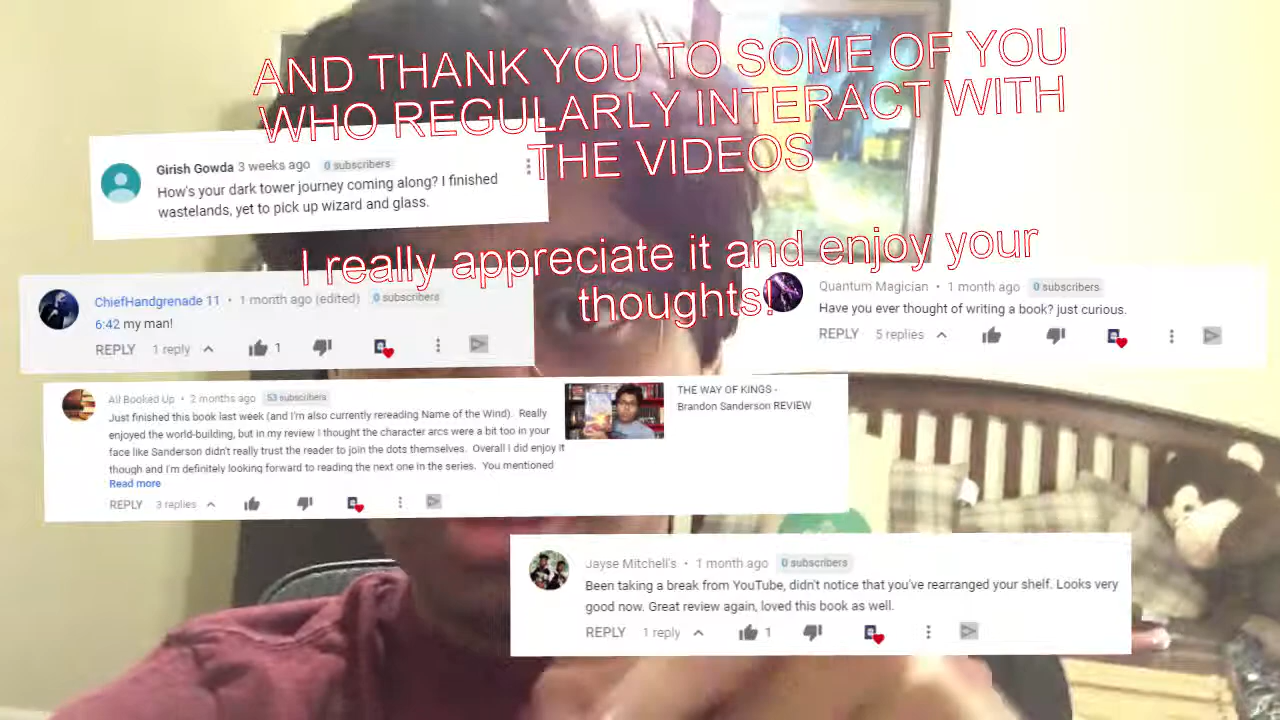 AND THANK YOU TO SOME OF YOU
WHO REGULARLY INTERACT WITH
THE VIDEOS
Girish Gowda 3 weeks ago 0 subscribers
How's your dark tower journey coming along? I finished
wastelands, yet to pick up wizard and glass.
I really appreciate it and enjoy your
thoughts!
ChiefHandgrenade 11 • 1 month ago (edited) 0 subscribers
6:42 my man!
REPLY 1 reply 1
Quantum Magician • 1 month ago 0 subscribers
Have you ever thought of writing a book? just curious.
REPLY 5 replies
All Booked Up • 2 months ago 53 subscribers
Just finished this book last week (and I'm also currently rereading Name of the Wind). Really
enjoyed the world-building, but in my review I thought the character arcs were a bit too in your
face like Sanderson didn't really trust the reader to join the dots themselves. Overall I did enjoy it
though and I'm definitely looking forward to reading the next one in the series. You mentioned
Read more
REPLY 3 replies
THE WAY OF KINGS -
Brandon Sanderson REVIEW
Jayse Mitchell's • 1 month ago 0 subscribers
Been taking a break from YouTube, didn't notice that you've rearranged your shelf. Looks very
good now. Great review again, loved this book as well.
REPLY 1 reply 1